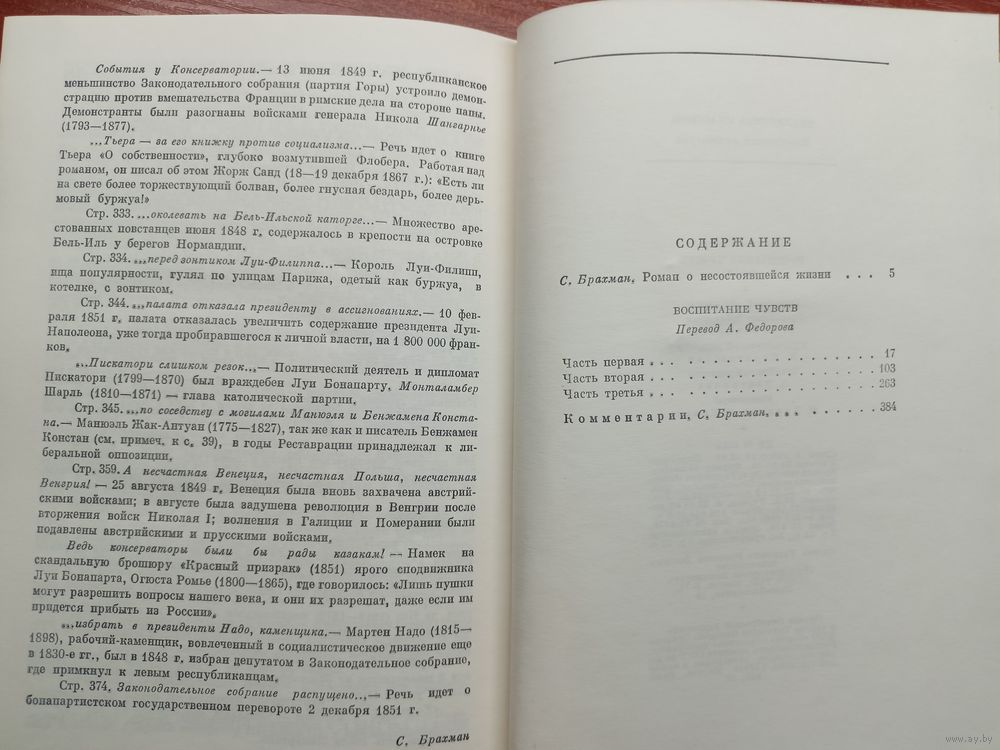 События у Консерватории.— 13 июня 1849 г. республиканское
меньшинство Законодательного собрания (партия Горы) устроило демон-
страцию против вмешательства Франции в римские дела на стороне папы.
Демонстранты были разогнаны войсками генерала Никола Шангарнье
(1793—1877).
...Тьера — за его книжку против социализма...— Речь идет о книге
Тьера «О собственности», глубоко возмутившей Флобера. Работая над
романом, он писал об этом Жорж Санд (18—19 декабря 1867 г.): «Есть ли
на свете более торжествующий болван, более гнусная бездарь, более дерь-
мовый буржуа!»
Стр. 333. ...околевать на Бель-Ильской каторге...— Множество аре-
стованных повстанцев июня 1848 г. содержалось в крепости на островке
Бель-Иль у берегов Нормандии.
Стр. 334. ...перед зонтиком Луи-Филиппа...— Король Луи-Филипп,
ища популярности, гулял по улицам Парижа, одетый как буржуа, в
котелке, с зонтиком.
Стр. 344. ...палата отказала президенту в ассигнованиях.— 10 фев-
раля 1851 г. палата отказалась увеличить содержание президента Луи-
Наполеона, уже тогда пробиравшегося к личной власти, на 1 800 000 фран-
ков.
...Пискатори слишком резок...— Политический деятель и дипломат
Пискатори (1799—1870) был враждебен Луи Бонапарту. Монталамбер
Шарль (1810—1871) — глава католической партии.
Стр. 345. ...по соседству с могилами Манюэля и Бенжамена Конста-
на.— Манюэль Жак-Антуан (1775—1827), так же как и писатель Бенжамен
Констан (см. примеч. к с. 39), в годы Реставрации принадлежал к ли-
беральной оппозиции.
Стр. 359. А несчастная Венеция, несчастная Польша, несчастная
Венгрия! — 25 августа 1849 г. Венеция была вновь захвачена австрий-
скими войсками; в августе была задушена революция в Венгрии после
вторжения войск Николая I; волнения в Галиции и Померании были
подавлены австрийскими и прусскими войсками.
Ведь консерваторы были бы рады казакам! — Намек на
скандальную брошюру «Красный призрак» (1851) ярого сподвижника
Луи Бонапарта, Огюста Ромье (1800—1865), где говорилось: «Лишь пушки
могут разрешить вопросы нашего века, и они их разрешат, даже если им
придется прибыть из России».
...избрать в президенты Надо, каменщика.— Мартен Надо (1815—
1898), рабочий-каменщик, вовлеченный в социалистическое движение еще
в 1830-е гг., был в 1848 г. избран депутатом в Законодательное собрание,
где примкнул к левым республиканцам.
Стр. 374. Законодательное собрание распущено...— Речь идет о
бонапартистском государственном перевороте 2 декабря 1851 г.
С. Брахман
СОДЕРЖАНИЕ
С. Брахман. Роман о несостоявшейся жизни . . . 5
ВОСПИТАНИЕ ЧУВСТВ
Перевод А. Федорова
Часть первая . . . . . . . . . . . . . . . . . 17
Часть вторая . . . . . . . . . . . . . . . . . 103
Часть третья . . . . . . . . . . . . . . . . . 263
Комментарии. С. Брахман. . . . . . . . . . 384
www.ay.by